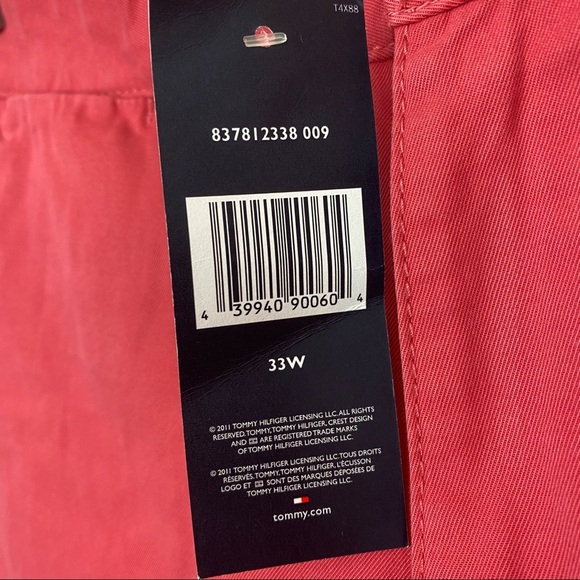 T4X88
837812338 009
4 39940 90060 4
33W
© 2011 TOMMY HILFIGER LICENSING LLC. ALL RIGHTS
RESERVED. TOMMY, TOMMY HILFIGER, CREST DESIGN
AND ARE REGISTERED TRADE MARKS
OF TOMMY HILFIGER LICENSING LLC.
© 2011 TOMMY HILFIGER LICENSING LLC. TOUS DROITS
RÉSERVÉS. TOMMY, TOMMY HILFIGER, L'ÉCUSSON
LOGO ET SONT DES MARQUES DÉPOSÉES DE
TOMMY HILFIGER LICENSING LLC.
tommy.com